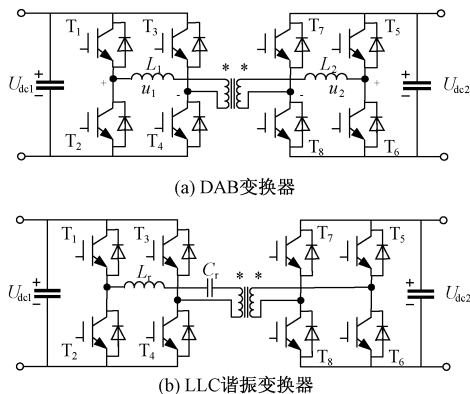 T1 T3 T7 T5
+ L1 * * L2 +
Udc1 + - u1 - - u2 + - Udc2
T2 T4 T8 T6
(a) DAB变换器
T1 T3 T7 T5
Lr Cr * *
Udc1 + - + - Udc2
T2 T4 T8 T6
(b) LLC谐振变换器